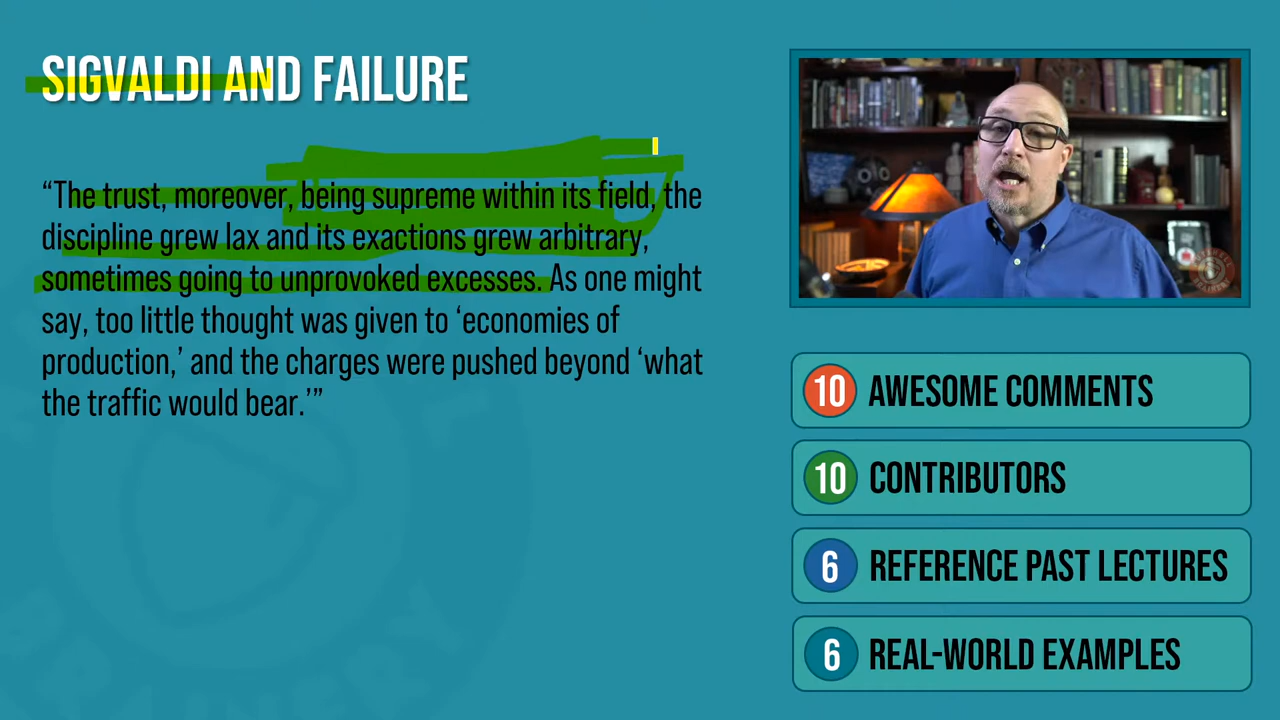 SIGVALDI AND FAILURE
“The trust, moreover, being supreme within its field, the
discipline grew lax and its exactions grew arbitrary,
sometimes going to unprovoked excesses. As one might
say, too little thought was given to ‘economies of
production,’ and the charges were pushed beyond ‘what
the traffic would bear.’”
10 AWESOME COMMENTS
10 CONTRIBUTORS
6 REFERENCE PAST LECTURES
6 REAL-WORLD EXAMPLES